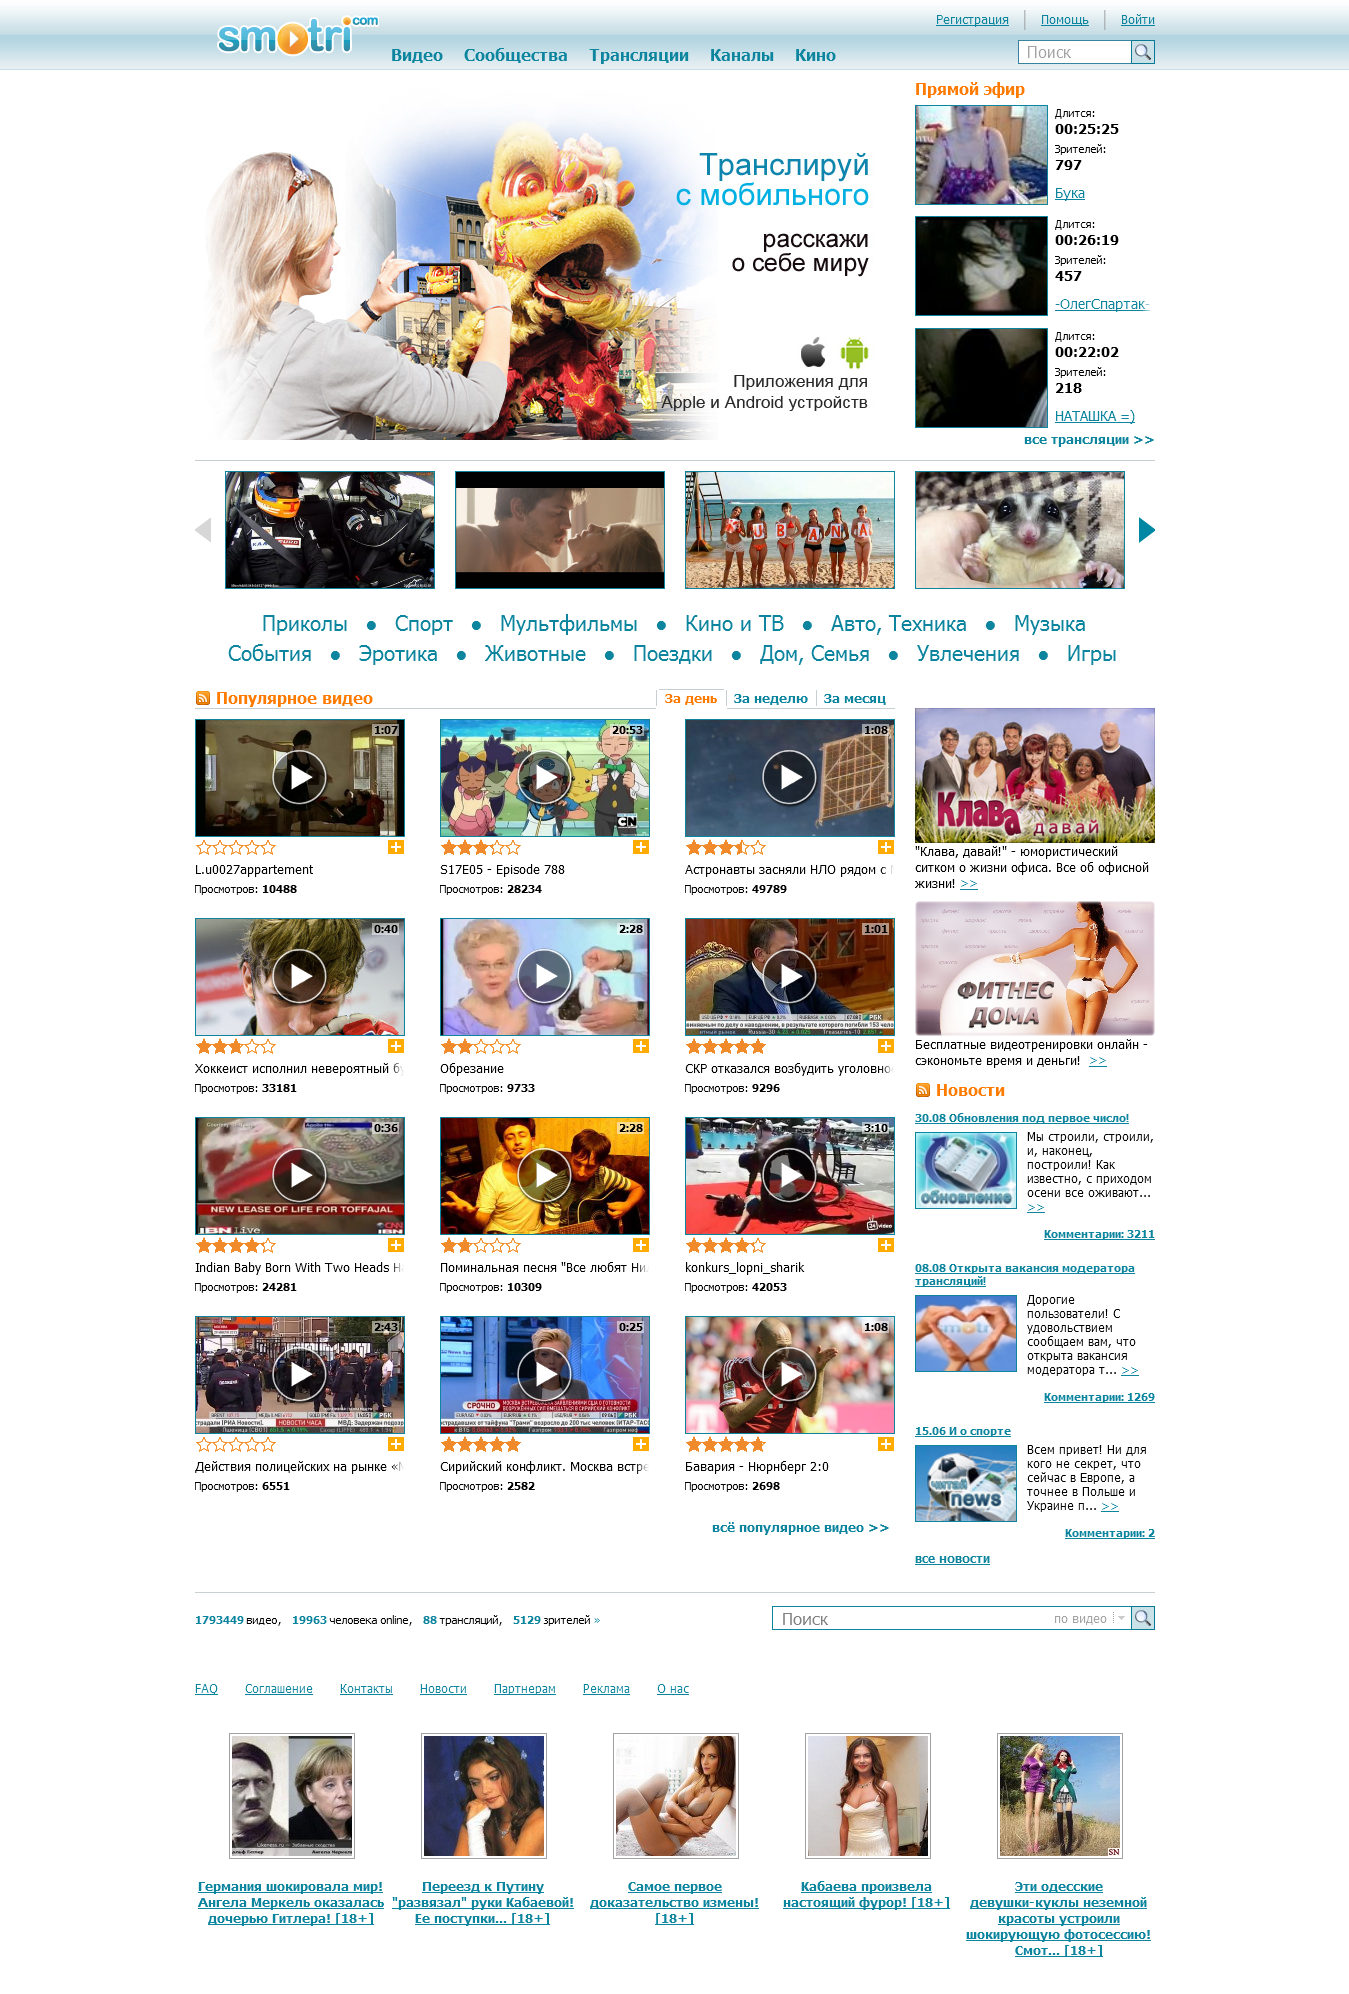 smotri.com
Регистрация
Помощь
Войти
Видео Сообщества Трансляции Каналы Кино
Поиск
Транслируй
с мобильного
расскажи
о себе миру
Приложения для
Apple и Android устройств
Прямой эфир
Длится:
00:25:25
Зрителей:
797
Бука
Длится:
00:26:19
Зрителей:
457
-ОлегСпартак-
Длится:
00:22:02
Зрителей:
218
НАТАШКА =)
все трансляции >>
KUBANA
Приколы • Спорт • Мультфильмы • Кино и ТВ • Авто, Техника • Музыка
События • Эротика • Животные • Поездки • Дом, Семья • Увлечения • Игры
Популярное видео
За день За неделю За месяц
1:07
L.u0027appartement
Просмотров: 10488
20:53
CN
S17E05 - Episode 788
Просмотров: 28234
1:08
Астронавты засняли НЛО рядом с
Просмотров: 49789
0:40
Хоккеист исполнил невероятный
Просмотров: 33181
2:28
Обрезание
Просмотров: 9733
1:01
РБК
СКР отказался возбудить уголовно
Просмотров: 9296
0:36
NEW LEASE OF LIFE FOR TOFFAJAL
IBN Live
CNN IBN
Indian Baby Born With Two Heads
Просмотров: 24281
2:28
Поминальная песня "Все любят
Просмотров: 10309
3:10
24video
konkurs_lopni_sharik
Просмотров: 42053
2:43
НОВОСТИ ЧАСА
Действия полицейских на рынке
Просмотров: 6551
0:25
СРОЧНО
Сирийский конфликт. Москва встре
Просмотров: 2582
1:08
Бавария - Нюрнберг 2:0
Просмотров: 2698
всё популярное видео >>
Клава
давай
"Клава, давай!" - юмористический
ситком о жизни офиса. Все об офисной
жизни! >>
ФИТНЕС
ДОМА
Бесплатные видеотренировки онлайн -
сэкономьте время и деньги! >>
Новости
30.08 Обновления под первое число!
обновление
Мы строили, строили,
и, наконец,
построили! Как
известно, с приходом
осени все оживают...
>>
Комментарии: 3211
08.08 Открыта вакансия модератора
трансляций!
smotri
Дорогие
пользователи! С
удовольствием
сообщаем вам, что
открыта вакансия
модератора т... >>
Комментарии: 1269
15.06 И о спорте
читай
news
Всем привет! Ни для
кого не секрет, что
сейчас в Европе, а
точнее в Польше и
Украине п... >>
Комментарии: 2
все новости
1793449 видео, 19963 человека online, 88 трансляций, 5129 зрителей »
Поиск по видео
FAQ Соглашение Контакты Новости Партнерам Реклама О нас
SN
Германия шокировала мир!
Ангела Меркель оказалась
дочерью Гитлера! [18+]
Переезд к Путину
"развязал" руки Кабаевой!
Ее поступки... [18+]
Самое первое
доказательство измены!
[18+]
Кабаева произвела
настоящий фурор! [18+]
Эти одесские
девушки-куклы неземной
красоты устроили
шокирующую фотосессию!
Смот... [18+]